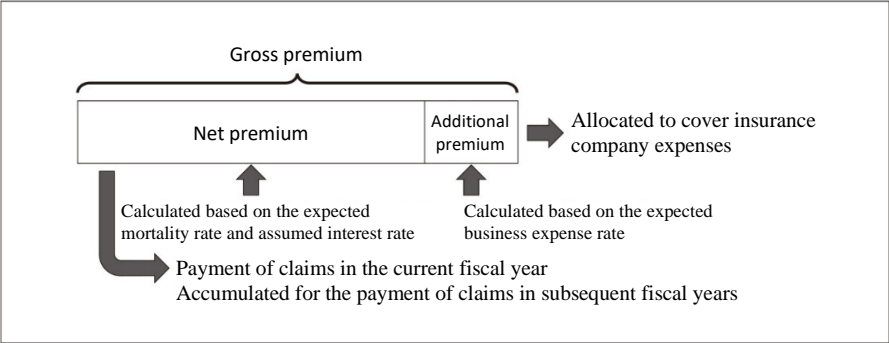 Gross premium
Net premium
Additional
premium
Allocated to cover insurance
company expenses
Calculated based on the expected
mortality rate and assumed interest rate
Calculated based on the expected
business expense rate
Payment of claims in the current fiscal year
Accumulated for the payment of claims in subsequent fiscal years